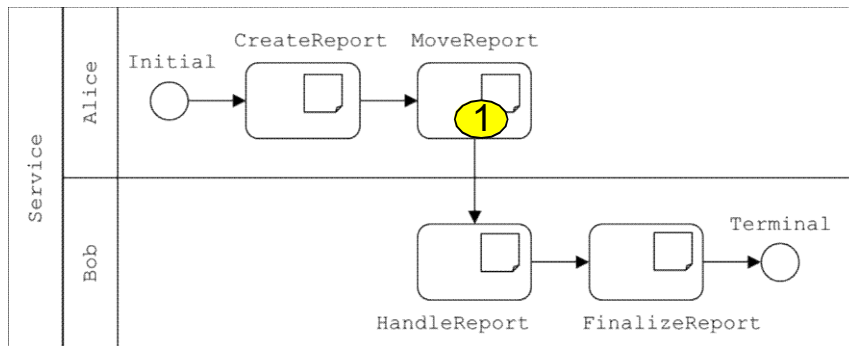 Service
Alice
Initial
CreateReport
MoveReport
1
Bob
HandleReport
FinalizeReport
Terminal